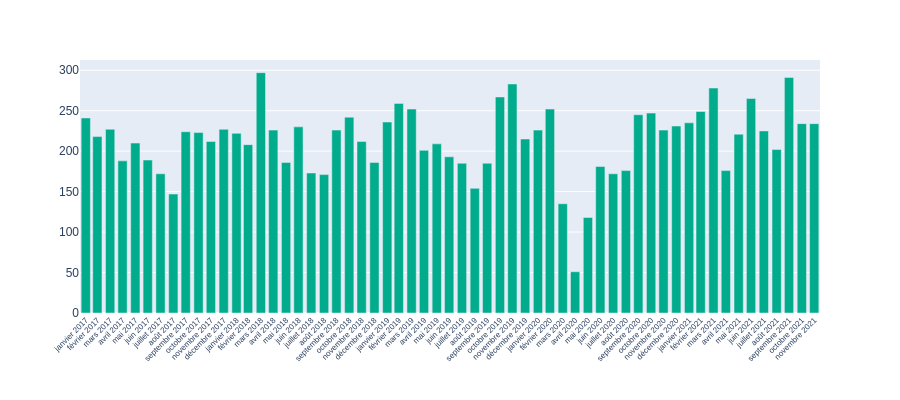 300
250
200
150
100
50
0
janvier 2017
février 2017
mars 2017
avril 2017
mai 2017
juin 2017
juillet 2017
août 2017
septembre 2017
octobre 2017
novembre 2017
décembre 2017
janvier 2018
février 2018
mars 2018
avril 2018
mai 2018
juin 2018
juillet 2018
août 2018
septembre 2018
octobre 2018
novembre 2018
décembre 2018
janvier 2019
février 2019
mars 2019
avril 2019
mai 2019
juin 2019
juillet 2019
août 2019
septembre 2019
octobre 2019
novembre 2019
décembre 2019
janvier 2020
février 2020
mars 2020
avril 2020
mai 2020
juin 2020
juillet 2020
août 2020
septembre 2020
octobre 2020
novembre 2020
décembre 2020
janvier 2021
février 2021
mars 2021
avril 2021
mai 2021
juin 2021
juillet 2021
août 2021
septembre 2021
octobre 2021
novembre 2021